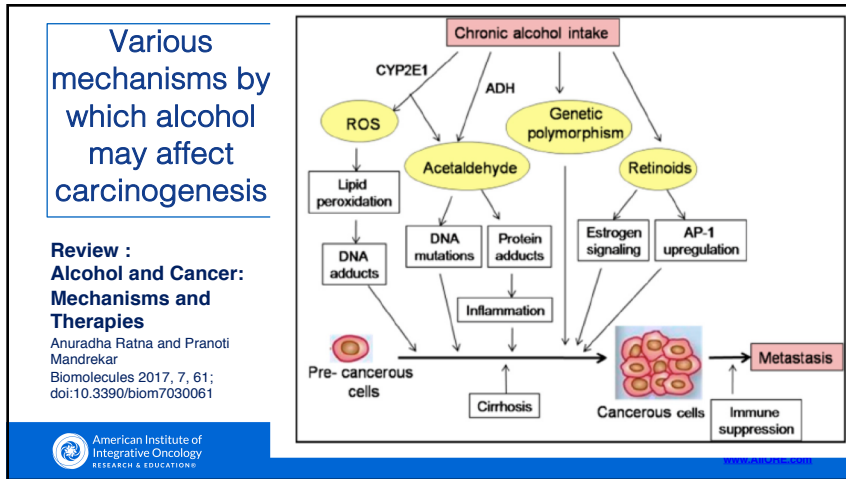 Various
mechanisms by
which alcohol
may affect
carcinogenesis
Review :
Alcohol and Cancer:
Mechanisms and
Therapies
Anuradha Ratna and Pranoti
Mandrekar
Biomolecules 2017, 7, 61;
doi:10.3390/biom7030061
American Institute of
Integrative Oncology
RESEARCH & EDUCATION®
Chronic alcohol intake
CYP2E1
ADH
ROS
Genetic
polymorphism
Acetaldehyde
Retinoids
Lipid
peroxidation
DNA
mutations
Protein
adducts
Estrogen
signaling
AP-1
upregulation
DNA
adducts
Inflammation
Pre- cancerous
cells
Cirrhosis
Cancerous cells
Metastasis
Immune
suppression
www.AIIORE.com